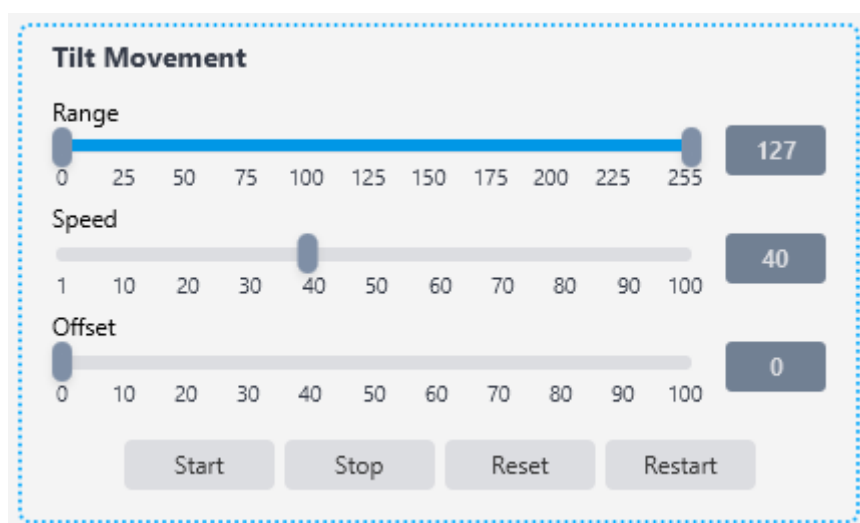 Tilt Movement
Range
127
0 25 50 75 100 125 150 175 200 225 255
Speed
40
1 10 20 30 40 50 60 70 80 90 100
Offset
0
0 10 20 30 40 50 60 70 80 90 100
Start Stop Reset Restart